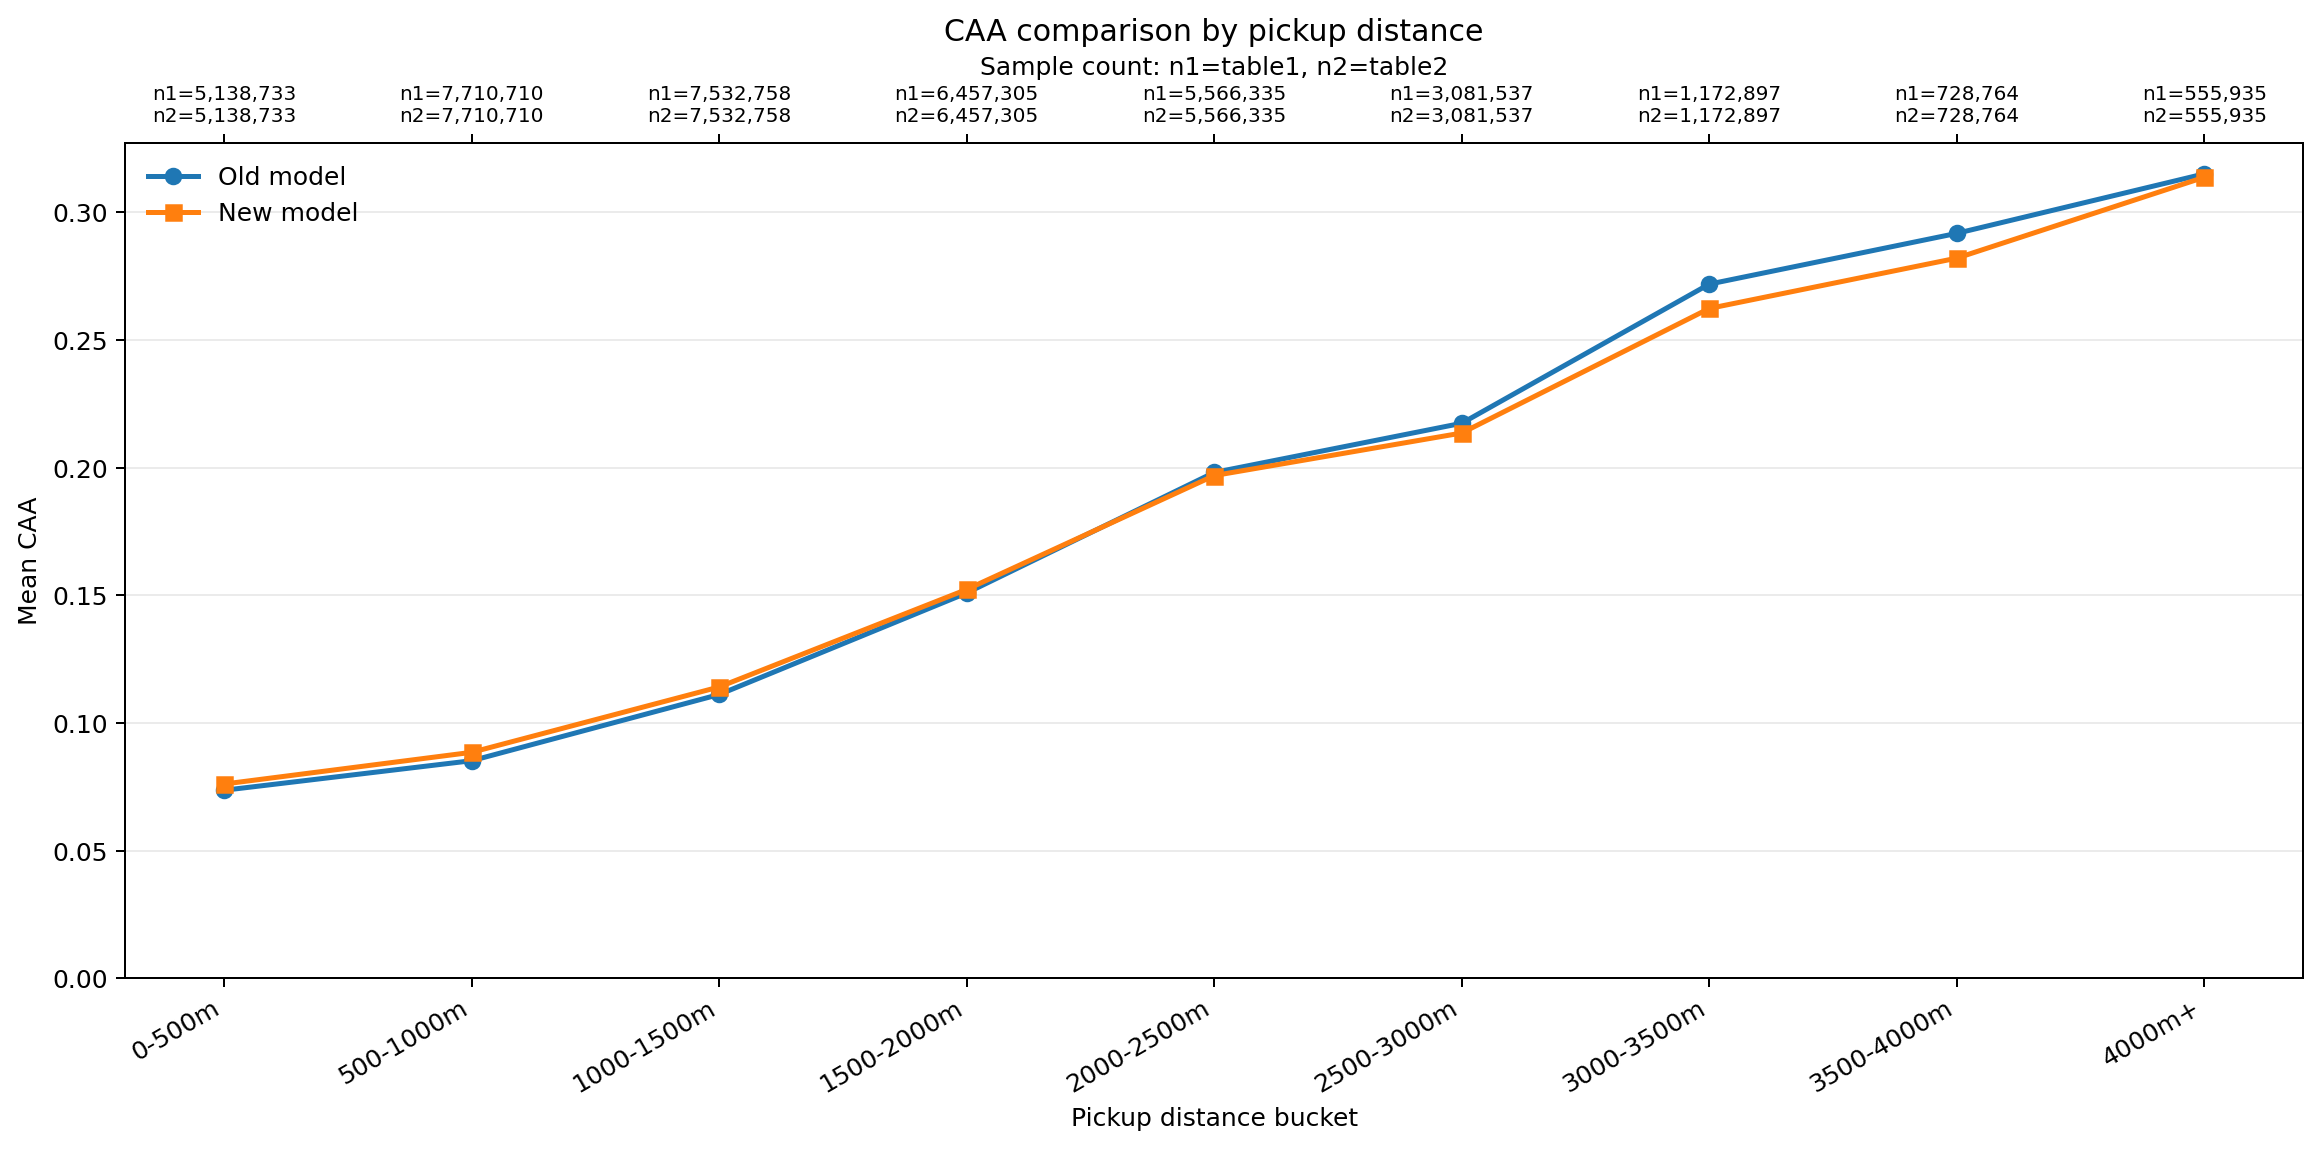 CAA comparison by pickup distance
Sample count: n1=table1, n2=table2
n1=5,138,733 n1=7,710,710 n1=7,532,758 n1=6,457,305 n1=5,566,335 n1=3,081,537 n1=1,172,897 n1=728,764 n1=555,935
n2=5,138,733 n2=7,710,710 n2=7,532,758 n2=6,457,305 n2=5,566,335 n2=3,081,537 n2=1,172,897 n2=728,764 n2=555,935
Old model
New model
0.30
0.25
0.20
0.15
0.10
0.05
0.00
Mean CAA
0-500m 500-1000m 1000-1500m 1500-2000m 2000-2500m 2500-3000m 3000-3500m 3500-4000m 4000m+
Pickup distance bucket